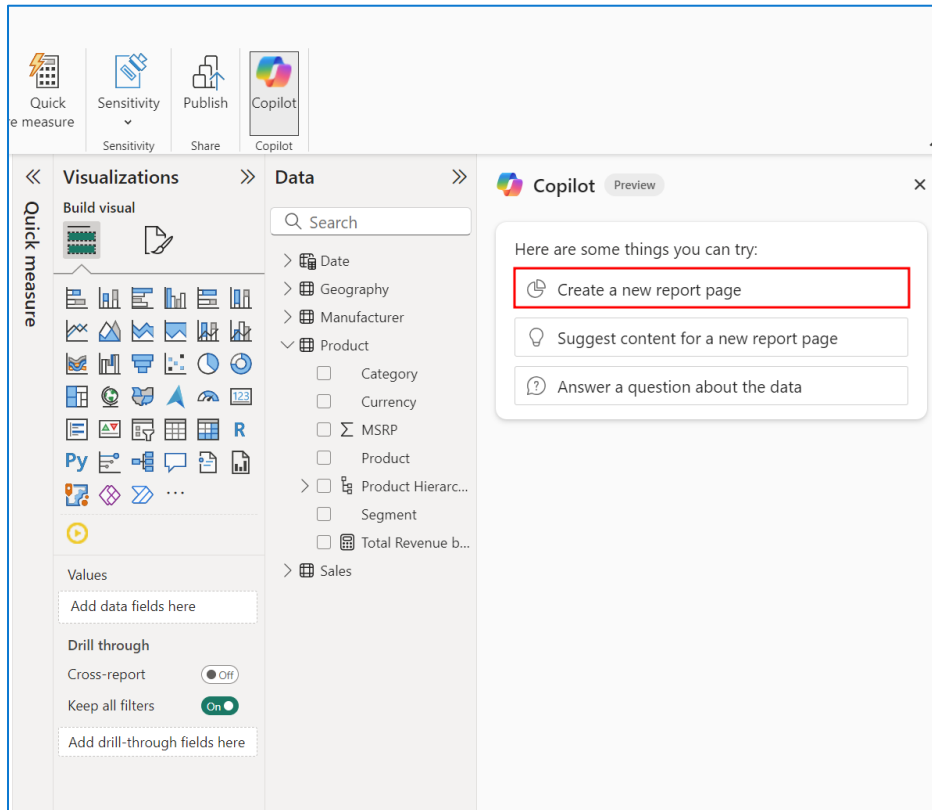 Quick
re measure
Sensitivity
Publish
Copilot
Sensitivity
Share
Copilot
Quick measure
Visualizations
Build visual
123
R
Py
Values
Add data fields here
Drill through
Cross-report
Off
Keep all filters
On
Add drill-through fields here
Data
Search
Date
Geography
Manufacturer
Product
Category
Currency
MSRP
Product
Product Hierarc...
Segment
Total Revenue b...
Sales
Copilot
Preview
Here are some things you can try:
Create a new report page
Suggest content for a new report page
Answer a question about the data